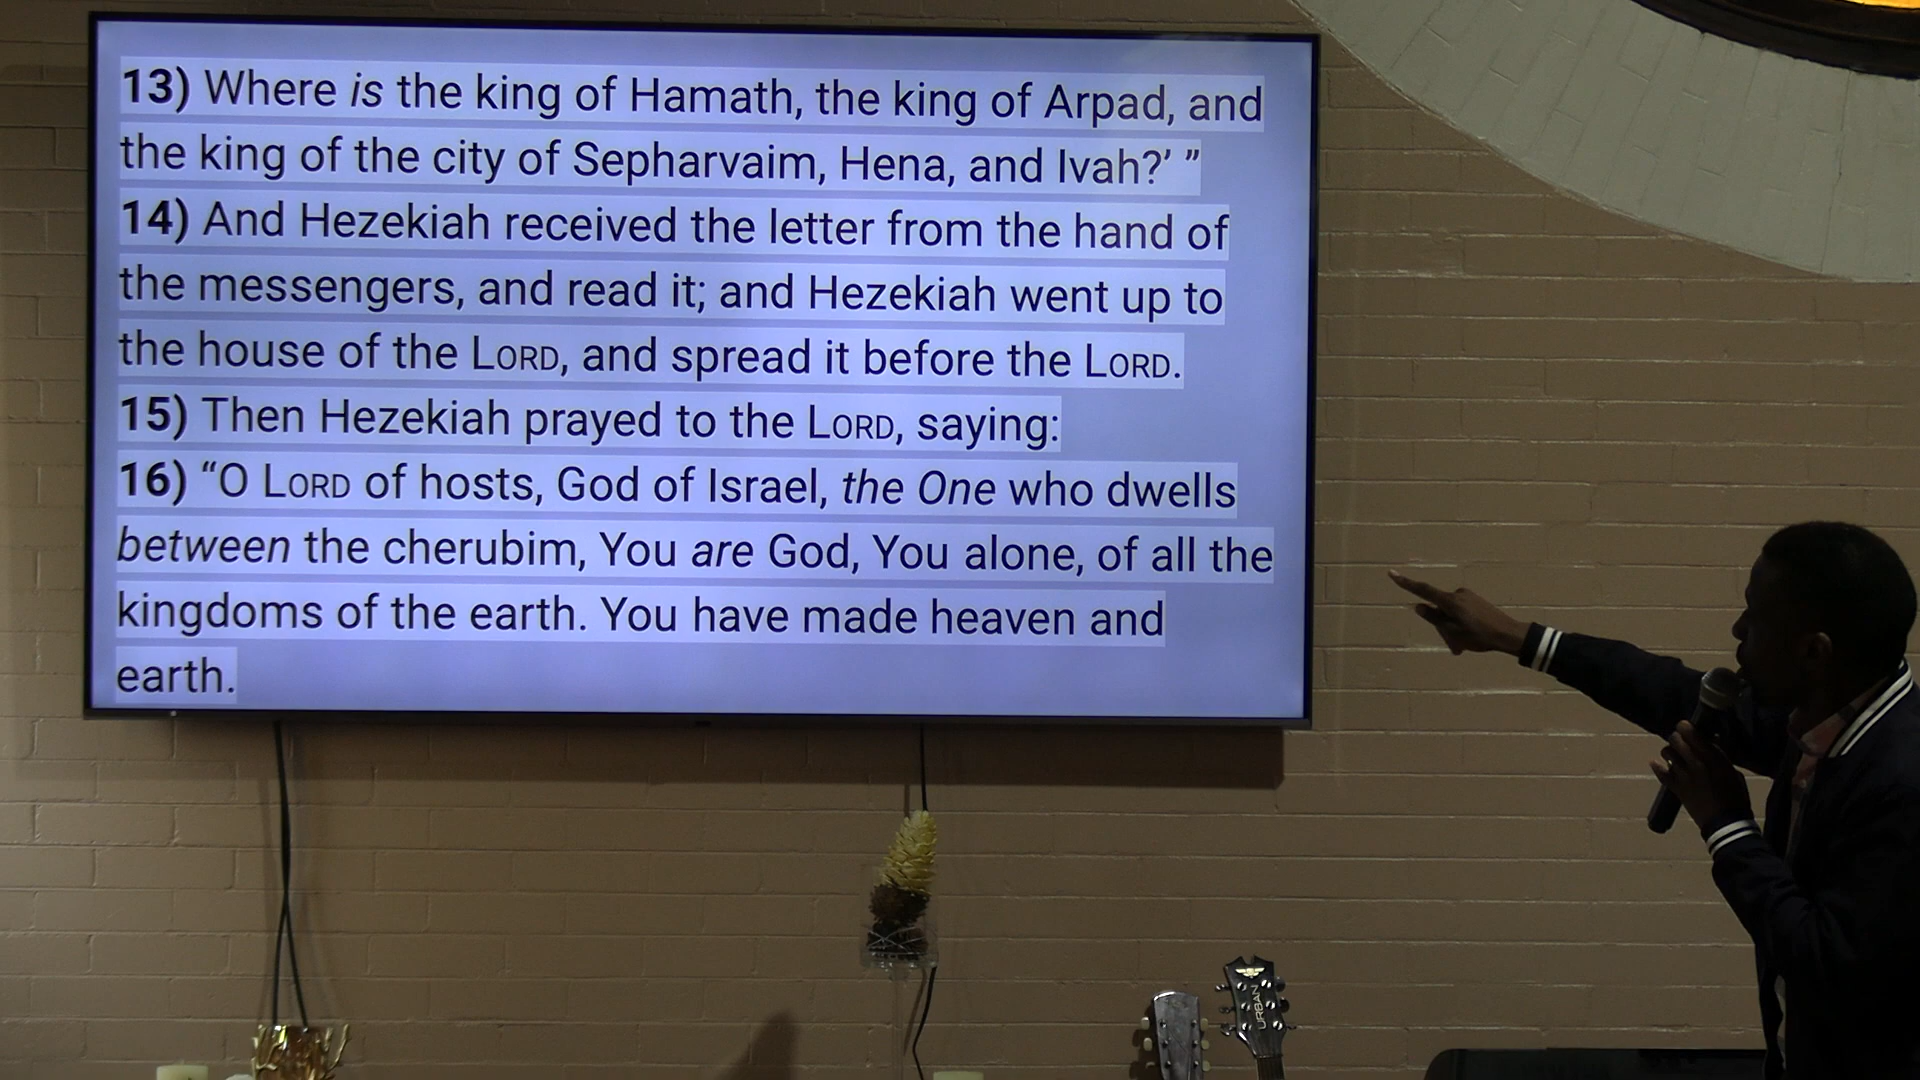 13) Where is the king of Hamath, the king of Arpad, and
the king of the city of Sepharvaim, Hena, and Ivah?’ ”
14) And Hezekiah received the letter from the hand of
the messengers, and read it; and Hezekiah went up to
the house of the LORD, and spread it before the LORD.
15) Then Hezekiah prayed to the LORD, saying:
16) “O LORD of hosts, God of Israel, the One who dwells
between the cherubim, You are God, You alone, of all the
kingdoms of the earth. You have made heaven and
earth.
URBAN